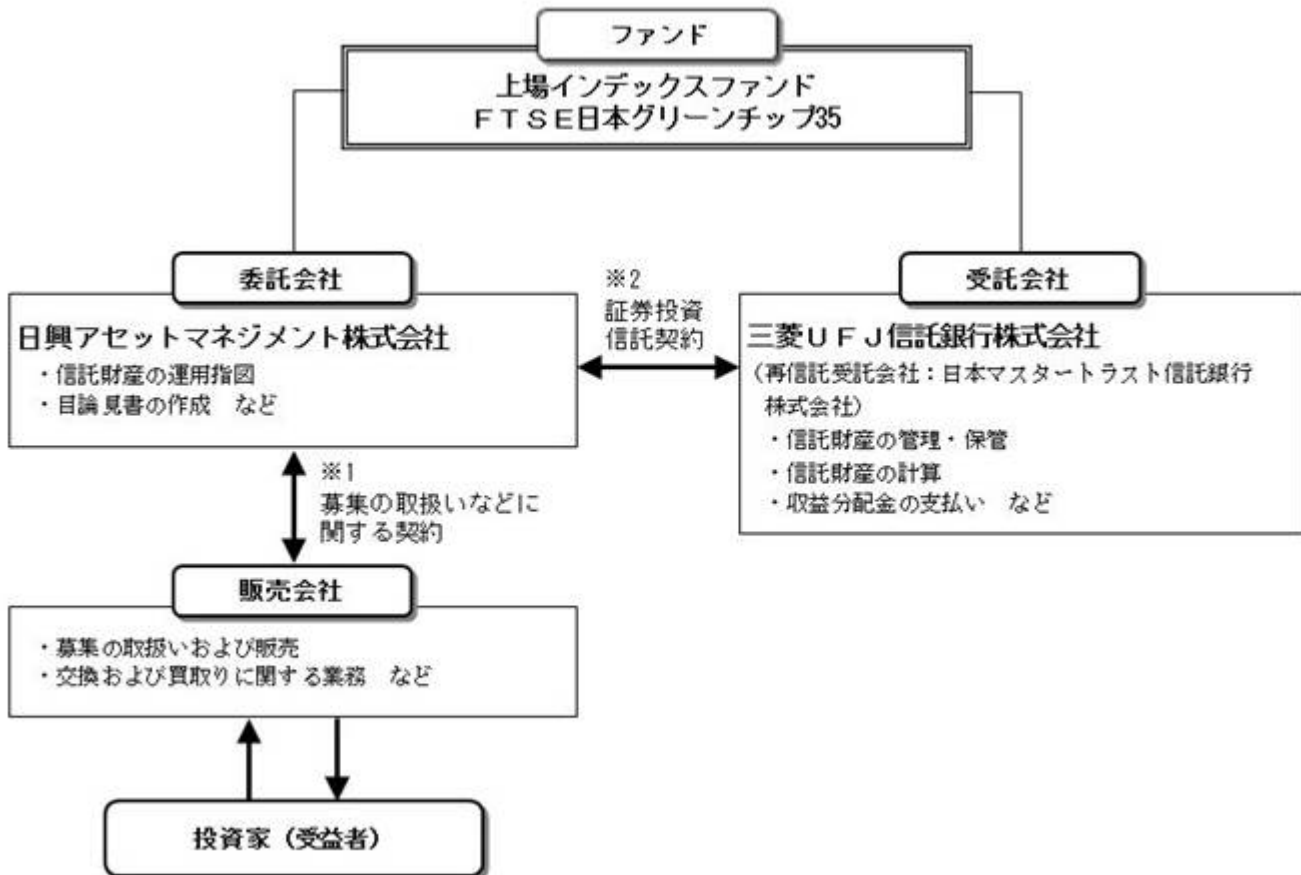 ファンド
上場インデックスファンド
FTSE日本グリーンチップ35
委託会社
日興アセットマネジメント株式会社
・信託財産の運用指図
・目論見書の作成　など
※2
証券投資
信託契約
受託会社
三菱UFJ信託銀行株式会社
(再信託受託会社:日本マスタートラスト信託銀行
株式会社)
・信託財産の管理・保管
・信託財産の計算
・収益分配金の支払い　など
※1
募集の取扱いなどに
関する契約
販売会社
・募集の取扱いおよび販売
・交換および買取りに関する業務　など
投資家(受益者)